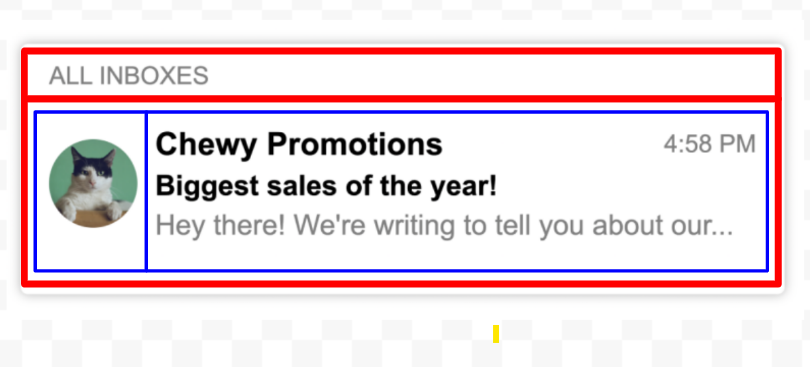 ALL INBOXES
Chewy Promotions 4:58 PM
Biggest sales of the year!
Hey there! We're writing to tell you about our...